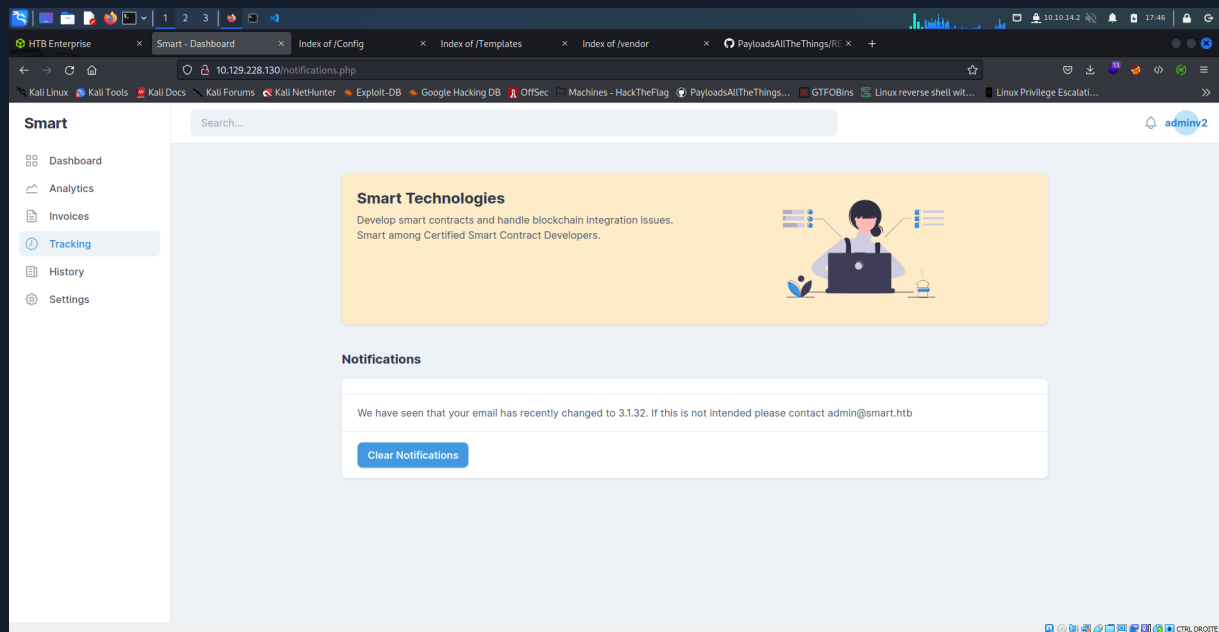 1 2 3 10.10.14.2 17:46
HTB Enterprise × Smart - Dashboard × Index of /Config × Index of /Templates × Index of /vendor × PayloadsAllTheThings/RE × +
10.129.228.130/notifications.php 13
Kali Linux Kali Tools Kali Docs Kali Forums Kali NetHunter Exploit-DB Google Hacking DB OffSec Machines - HackTheFlag PayloadsAllTheThings... GTFOBins Linux reverse shell wit... Linux Privilege Escalati... »
Smart Search... adminv2
Dashboard
Analytics
Invoices
Tracking
History
Settings
Smart Technologies
Develop smart contracts and handle blockchain integration issues.
Smart among Certified Smart Contract Developers.
Notifications
We have seen that your email has recently changed to 3.1.32. If this is not intended please contact admin@smart.htb
Clear Notifications
CTRL DROITE